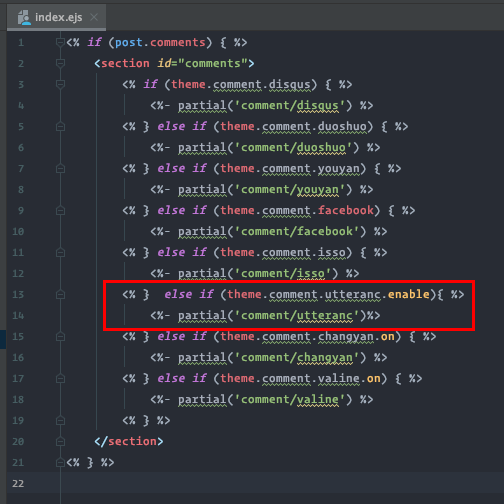 index.ejs
1 <% if (post.comments) { %>
2 <section id="comments">
3 <% if (theme.comment.disqus) { %>
4 <%- partial('comment/disqus') %>
5 <% } else if (theme.comment.duoshuo) { %>
6 <%- partial('comment/duoshuo') %>
7 <% } else if (theme.comment.youyan) { %>
8 <%- partial('comment/youyan') %>
9 <% } else if (theme.comment.facebook) { %>
10 <%- partial('comment/facebook') %>
11 <% } else if (theme.comment.isso) { %>
12 <%- partial('comment/isso') %>
13 <% }  else if (theme.comment.utteranc.enable){ %>
14 <%- partial('comment/utteranc')%>
15 <% } else if (theme.comment.changyan.on) { %>
16 <%- partial('comment/changyan') %>
17 <% } else if (theme.comment.valine.on) { %>
18 <%- partial('comment/valine') %>
19 <% } %>
20 </section>
21 <% } %>
22